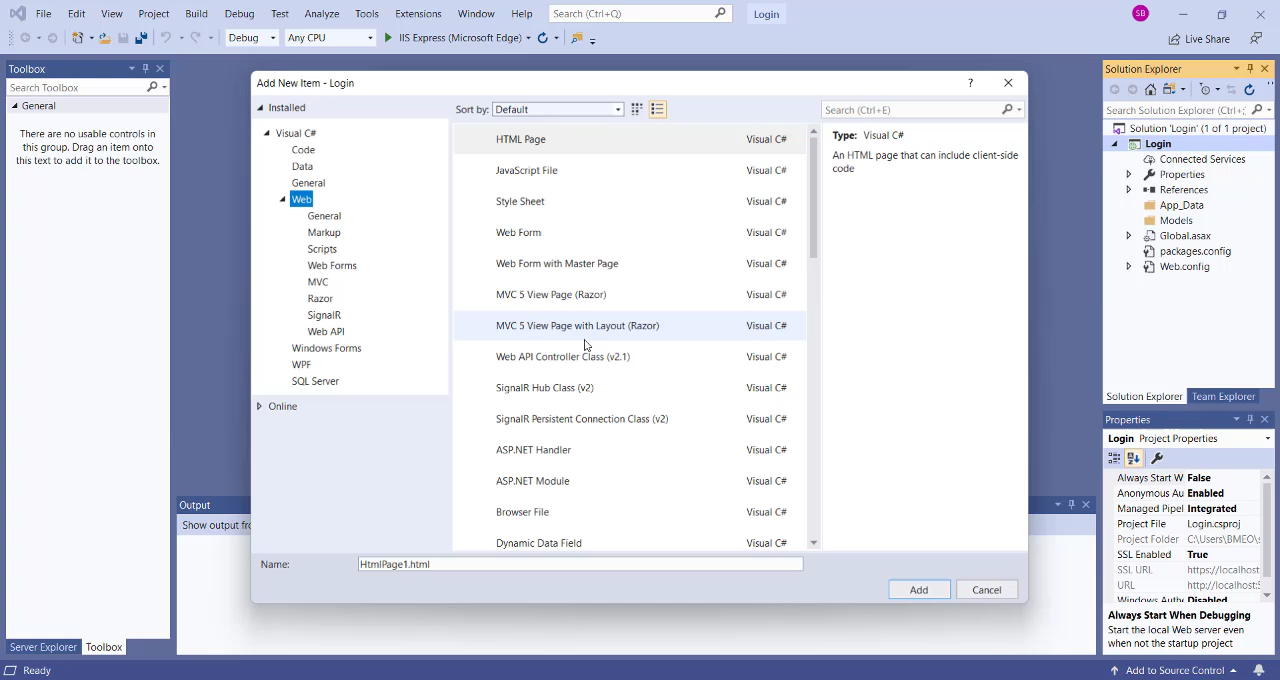 File Edit View Project Build Debug Test Analyze Tools Extensions Window Help Search (Ctrl+Q) Login SB
Debug Any CPU IIS Express (Microsoft Edge) Live Share
Toolbox
Search Toolbox
General
There are no usable controls in
this group. Drag an item onto
this text to add it to the toolbox.
Server Explorer Toolbox
Add New Item - Login ?
Installed
Visual C#
Code
Data
General
Web
General
Markup
Scripts
Web Forms
MVC
Razor
SignalR
Web API
Windows Forms
WPF
SQL Server
Online
Sort by: Default
Search (Ctrl+E)
HTML Page Visual C#
JavaScript File Visual C#
Style Sheet Visual C#
Web Form Visual C#
Web Form with Master Page Visual C#
MVC 5 View Page (Razor) Visual C#
MVC 5 View Page with Layout (Razor) Visual C#
Web API Controller Class (v2.1) Visual C#
SignalR Hub Class (v2) Visual C#
SignalR Persistent Connection Class (v2) Visual C#
ASP.NET Handler Visual C#
ASP.NET Module Visual C#
Browser File Visual C#
Dynamic Data Field Visual C#
Type: Visual C#
An HTML page that can include client-side
code
Name: HtmlPage1.html
Add Cancel
Output
Show output fro
Solution Explorer
Search Solution Explorer (Ctrl+;
Solution 'Login' (1 of 1 project)
Login
Connected Services
Properties
References
App_Data
Models
Global.asax
packages.config
Web.config
Solution Explorer Team Explorer
Properties
Login Project Properties
Always Start W False
Anonymous Au Enabled
Managed Pipel Integrated
Project File Login.csproj
Project Folder C:\Users\BMEO\
SSL Enabled True
SSL URL https://localhost
URL http://localhost:5
Windows Authe Disabled
Always Start When Debugging
Start the local Web server even
when not the startup project
Ready Add to Source Control